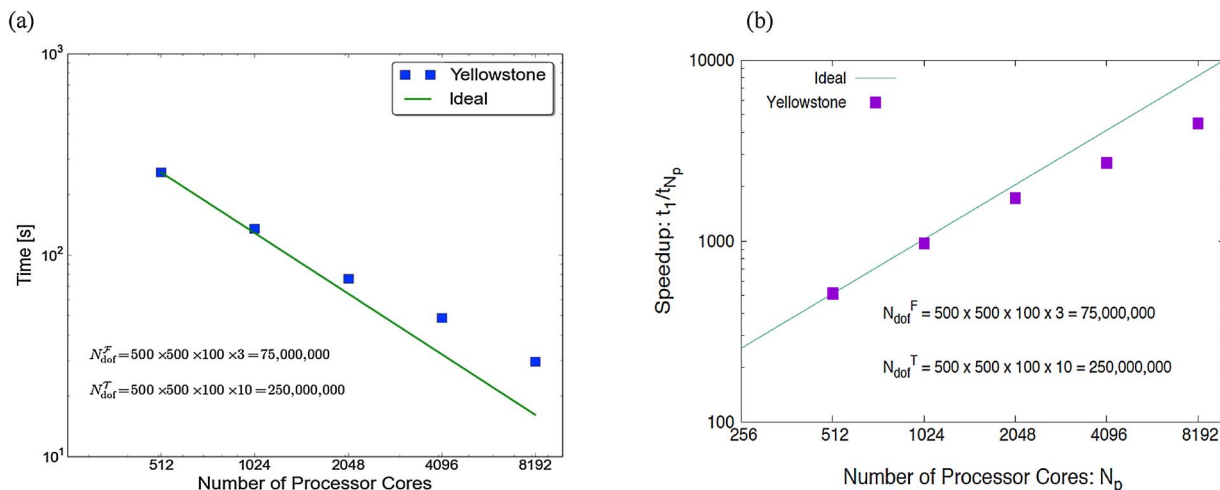 (a)
10³
Yellowstone
Ideal
Time [s]
10²
N_dof^ℱ = 500 ×500 ×100 ×3 = 75,000,000
N_dof^𝒯 = 500 ×500 ×100 ×10 = 250,000,000
10¹
512 1024 2048 4096 8192
Number of Processor Cores
(b)
10000
Ideal
Yellowstone
Speedup: t₁/t_Nₚ
1000
N_dof^F = 500 x 500 x 100 x 3 = 75,000,000
N_dof^T = 500 x 500 x 100 x 10 = 250,000,000
100
256 512 1024 2048 4096 8192
Number of Processor Cores: Nₚ